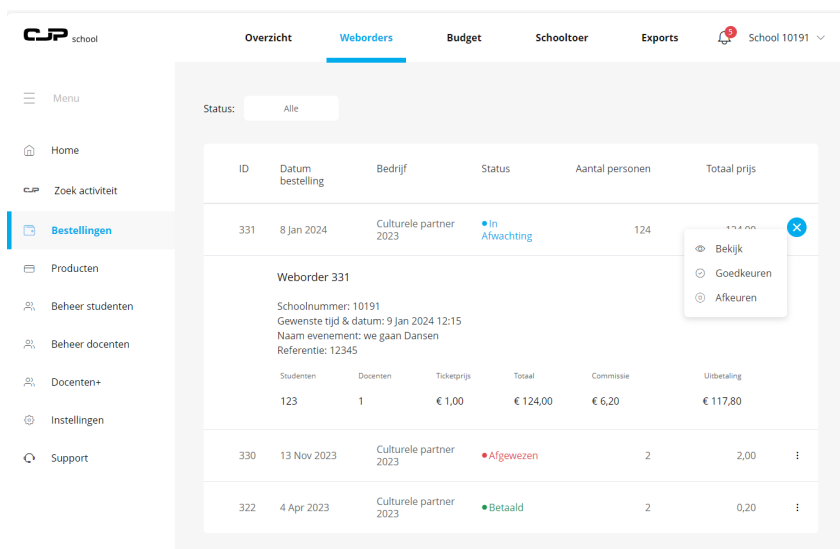 CJP school
Overzicht Weborders Budget Schooltoer Exports 5 School 10191
Menu
Status: Alle
Home
CJP Zoek activiteit
Bestellingen
Producten
Beheer studenten
Beheer docenten
Docenten+
Instellingen
Support
ID Datum bestelling Bedrijf Status Aantal personen Totaal prijs
331 8 Jan 2024 Culturele partner 2023 In Afwachting 124 124,00
Bekijk
Goedkeuren
Afkeuren
Weborder 331
Schoolnummer: 10191
Gewenste tijd & datum: 9 Jan 2024 12:15
Naam evenement: we gaan Dansen
Referentie: 12345
Studenten Docenten Ticketprijs Totaal Commissie Uitbetaling
123 1 € 1,00 € 124,00 € 6,20 € 117,80
330 13 Nov 2023 Culturele partner 2023 Afgewezen 2 2,00
322 4 Apr 2023 Culturele partner 2023 Betaald 2 0,20